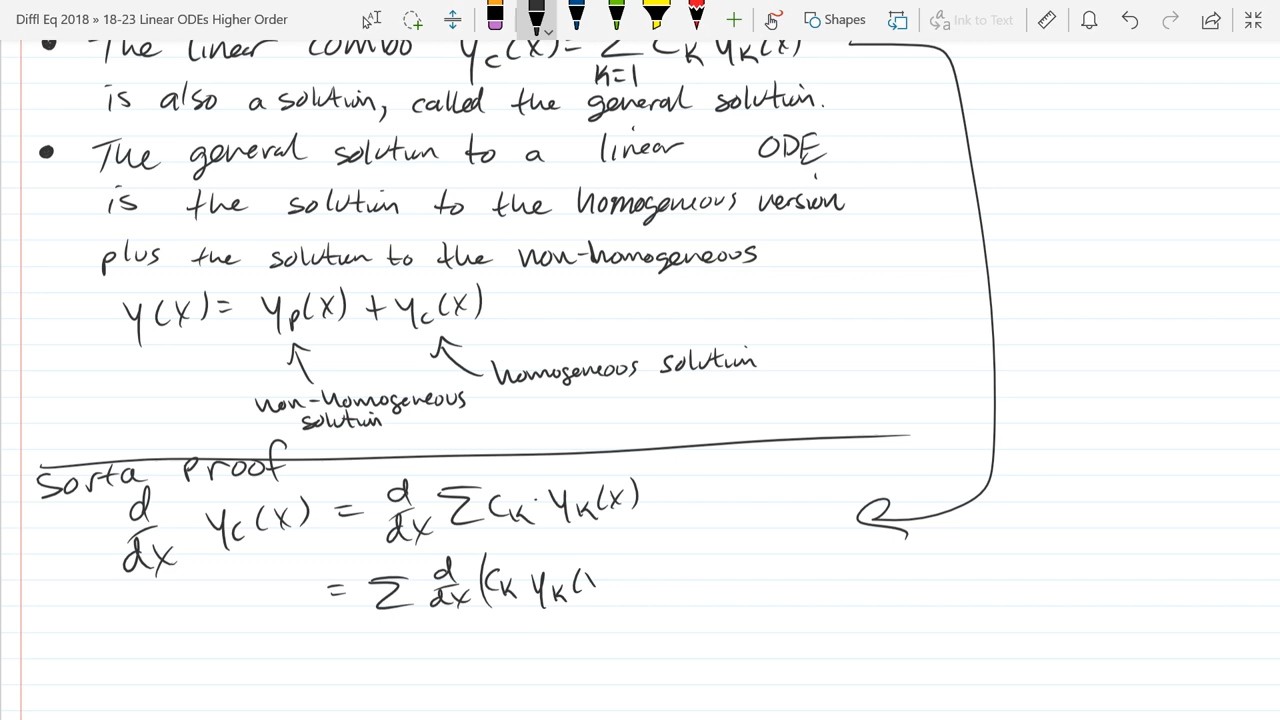 Diffl Eq 2018 » 18-23 Linear ODEs Higher Order
Shapes
Ink to Text
• The linear combo y_c(x) = Σ_{k=1} c_k y_k(x)
is also a solution, called the general solution.
• The general solution to a linear ODE
is the solution to the homogeneous version
plus the solution to the non-homogeneous
y(x) = y_p(x) + y_c(x)
homogeneous solution
non-homogeneous
solution
Sorta proof
d/dx y_c(x) = d/dx Σ c_k · y_k(x)
= Σ d/dx (c_k y_k(